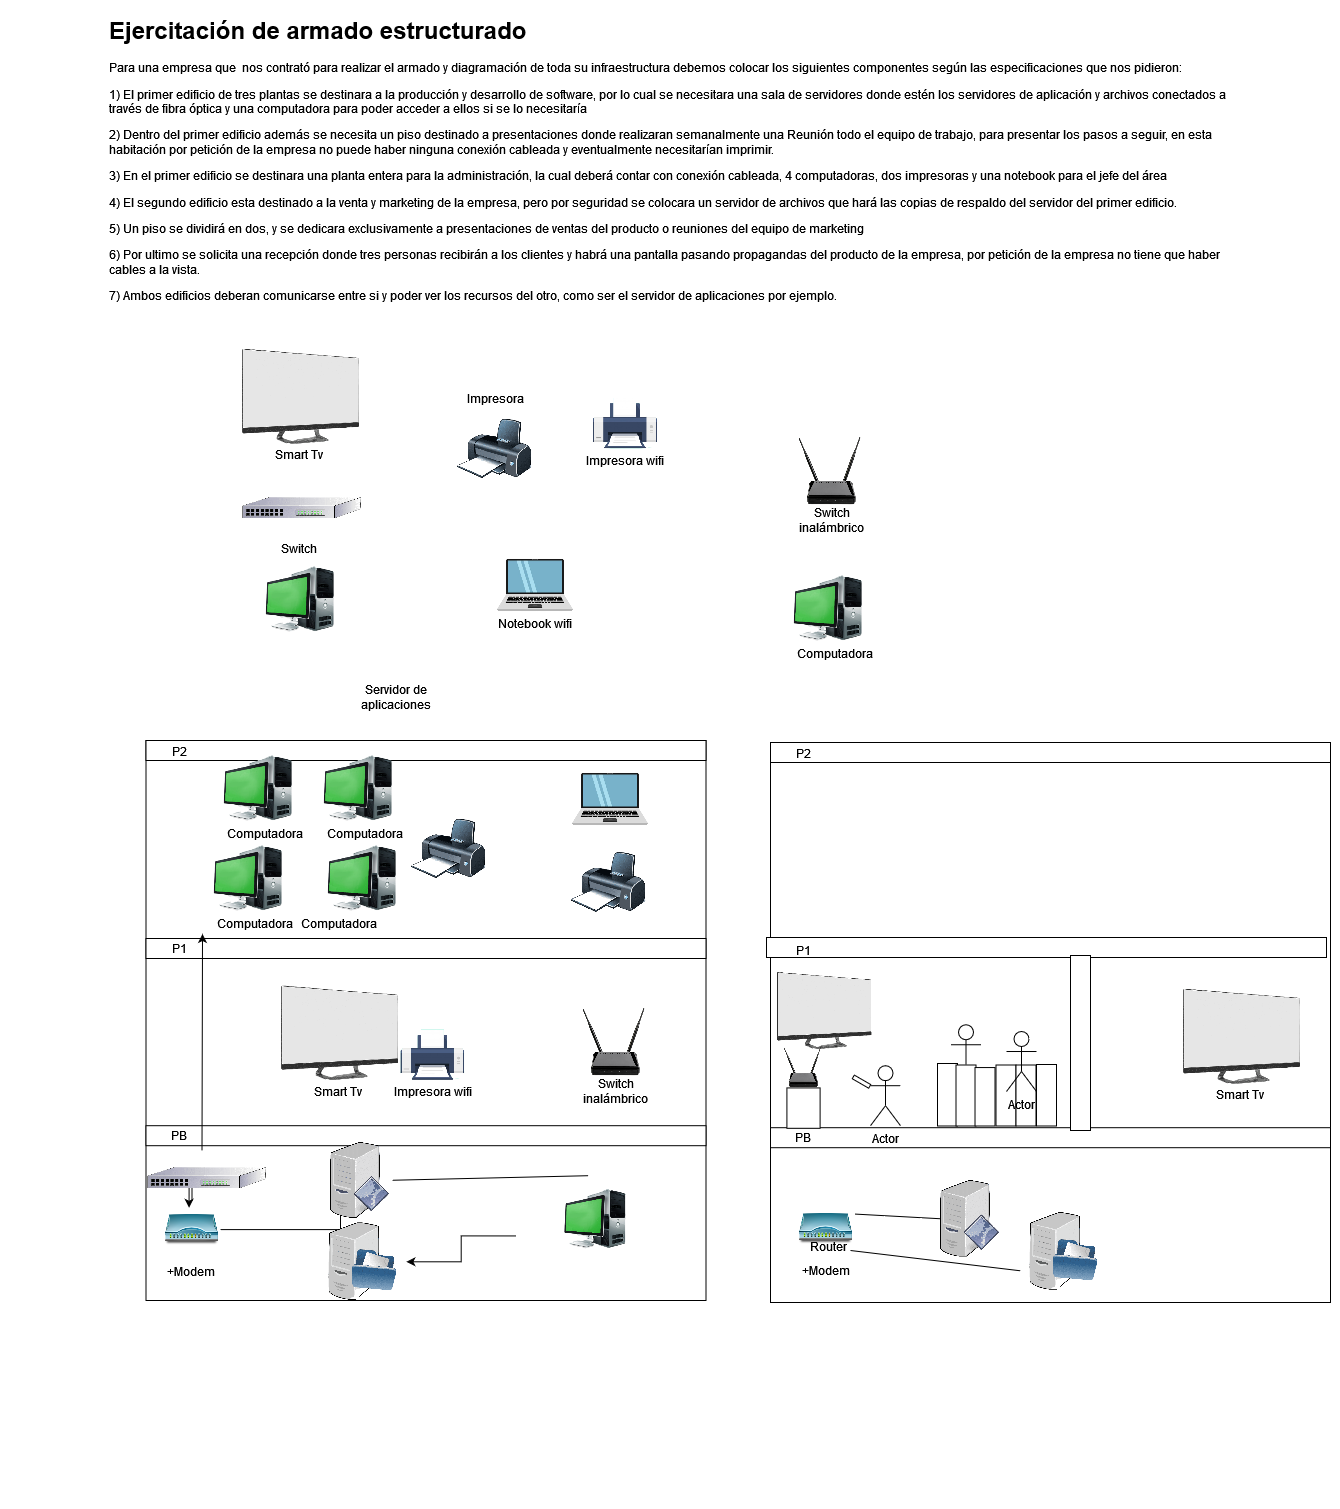 Ejercitación de armado estructurado
Para una empresa que  nos contrató para realizar el armado y diagramación de toda su infraestructura debemos colocar los siguientes componentes según las especificaciones que nos pidieron:
1) El primer edificio de tres plantas se destinara a la producción y desarrollo de software, por lo cual se necesitara una sala de servidores donde estén los servidores de aplicación y archivos conectados a
través de fibra óptica y una computadora para poder acceder a ellos si se lo necesitaría
2) Dentro del primer edificio además se necesita un piso destinado a presentaciones donde realizaran semanalmente una Reunión todo el equipo de trabajo, para presentar los pasos a seguir, en esta
habitación por petición de la empresa no puede haber ninguna conexión cableada y eventualmente necesitarían imprimir.
3) En el primer edificio se destinara una planta entera para la administración, la cual deberá contar con conexión cableada, 4 computadoras, dos impresoras y una notebook para el jefe del área
4) El segundo edificio esta destinado a la venta y marketing de la empresa, pero por seguridad se colocara un servidor de archivos que hará las copias de respaldo del servidor del primer edificio.
5) Un piso se dividirá en dos, y se dedicara exclusivamente a presentaciones de ventas del producto o reuniones del equipo de marketing
6) Por ultimo se solicita una recepción donde tres personas recibirán a los clientes y habrá una pantalla pasando propagandas del producto de la empresa, por petición de la empresa no tiene que haber
cables a la vista.
7) Ambos edificios deberan comunicarse entre si y poder ver los recursos del otro, como ser el servidor de aplicaciones por ejemplo.
Impresora
Smart Tv
Impresora wifi
Switch
inalámbrico
Switch
Notebook wifi
Computadora
Servidor de
aplicaciones
P2
Computadora
Computadora
Computadora
Computadora
P1
Smart Tv
Impresora wifi
Switch
inalámbrico
PB
+Modem
P2
P1
Actor
Smart Tv
PB
Actor
Router
+Modem